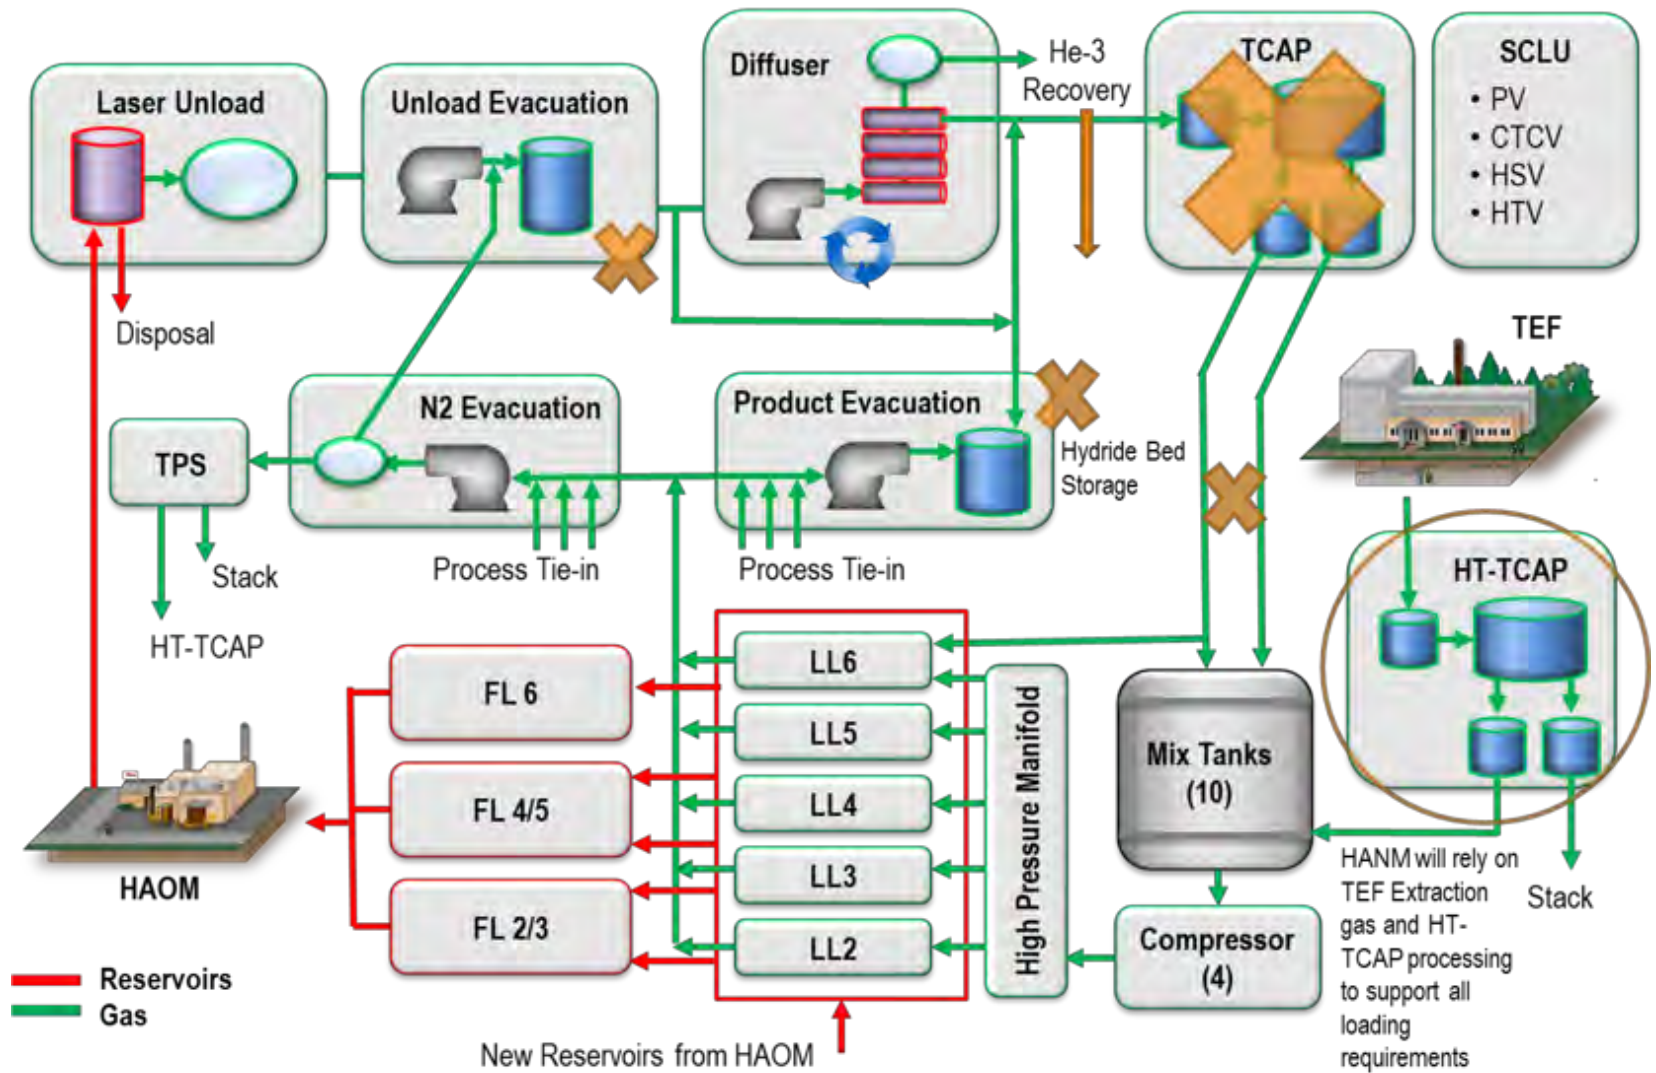 Laser Unload
Unload Evacuation
Diffuser
He-3
Recovery
TCAP
SCLU
• PV
• CTCV
• HSV
• HTV
Disposal
TEF
N2 Evacuation
Product Evacuation
TPS
Hydride Bed
Storage
Process Tie-in
Process Tie-in
Stack
HT-TCAP
HT-TCAP
LL6
LL5
LL4
LL3
LL2
FL 6
FL 4/5
FL 2/3
High Pressure Manifold
Mix Tanks
(10)
Compressor
(4)
HAOM
HANM will rely on
TEF Extraction
gas and HT-
TCAP processing
to support all
loading
requirements
Stack
Reservoirs
Gas
New Reservoirs from HAOM